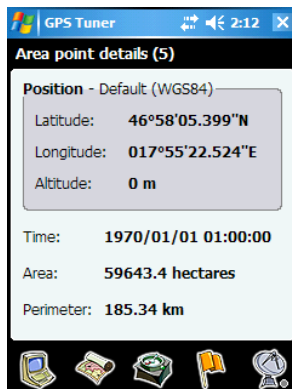 GPS Tuner 2:12
Area point details (5)
Position - Default (WGS84)
Latitude: 46°58'05.399"N
Longitude: 017°55'22.524"E
Altitude: 0 m
Time: 1970/01/01 01:00:00
Area: 59643.4 hectares
Perimeter: 185.34 km